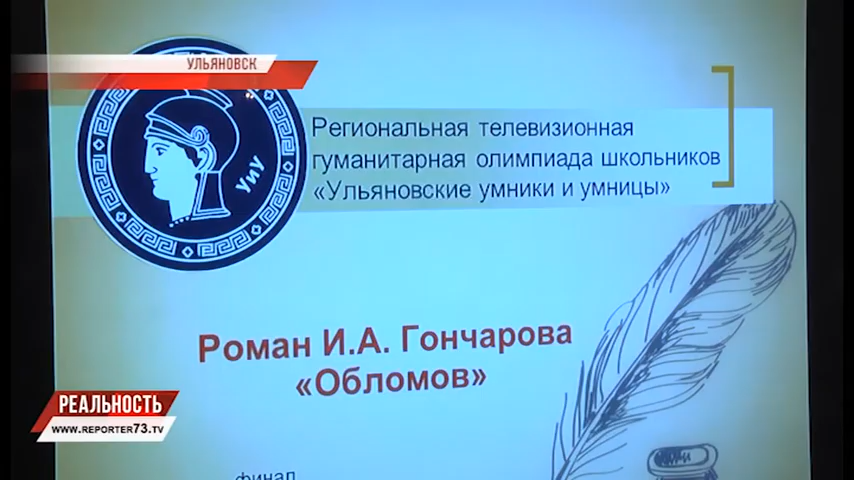 УЛЬЯНОВСК
Региональная телевизионная
гуманитарная олимпиада школьников
«Ульяновские умники и умницы»
УиУ
Роман И.А. Гончарова
«Обломов»
РЕАЛЬНОСТЬ
WWW.REPORTER73.TV
финал